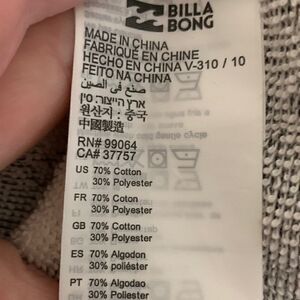 BILLA
BONG
MADE IN CHINA
FABRIQUÉ EN CHINE
HECHO EN CHINA V-310 / 10
FEITO NA CHINA
صنع في الصين
ארץ הייצור: סין
원산지 : 중국
中國製造
RN# 99064
CA# 37757
US 70% Cotton
30% Polyester
FR 70% Coton
30% Polyester
GB 70% Cotton
30% Polyester
ES 70% Algodon
30% poliéster
PT 70% Algodao
30% poliéster